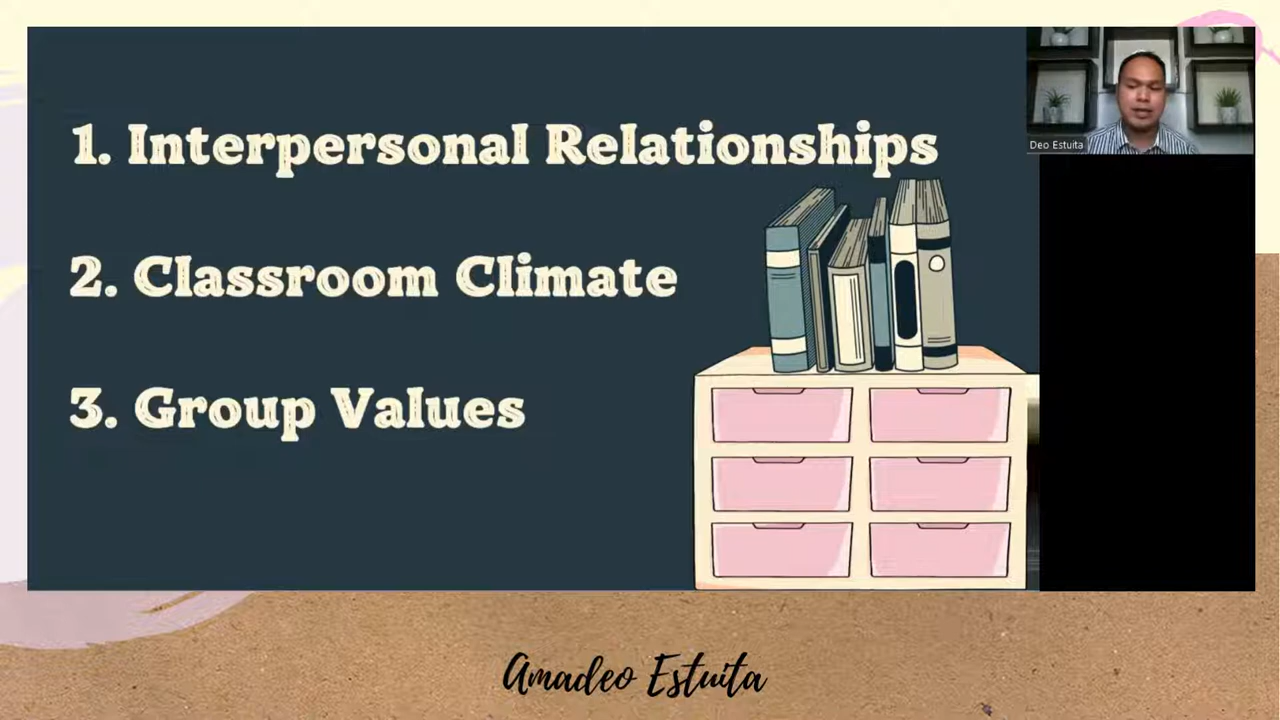 1. Interpersonal Relationships
Deo Estuita
2. Classroom Climate
3. Group Values
Amadeo Estuita